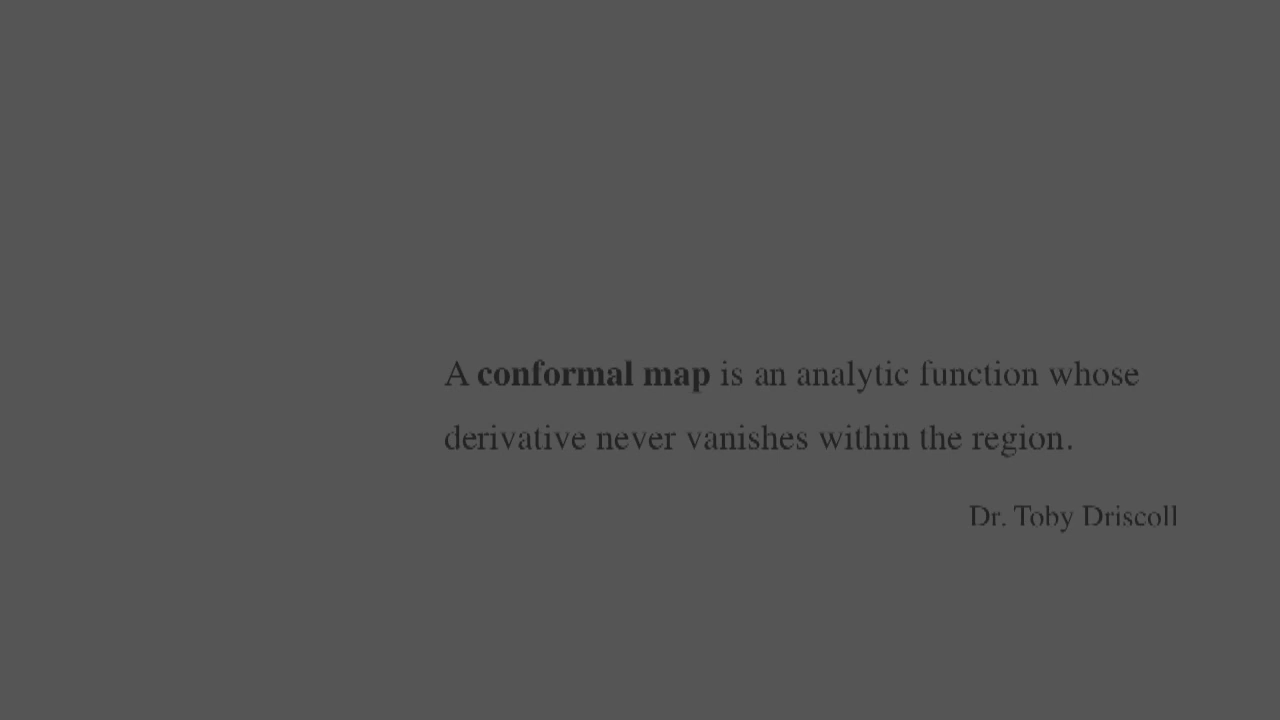 A conformal map is an analytic function whose
derivative never vanishes within the region.
Dr. Toby Driscoll